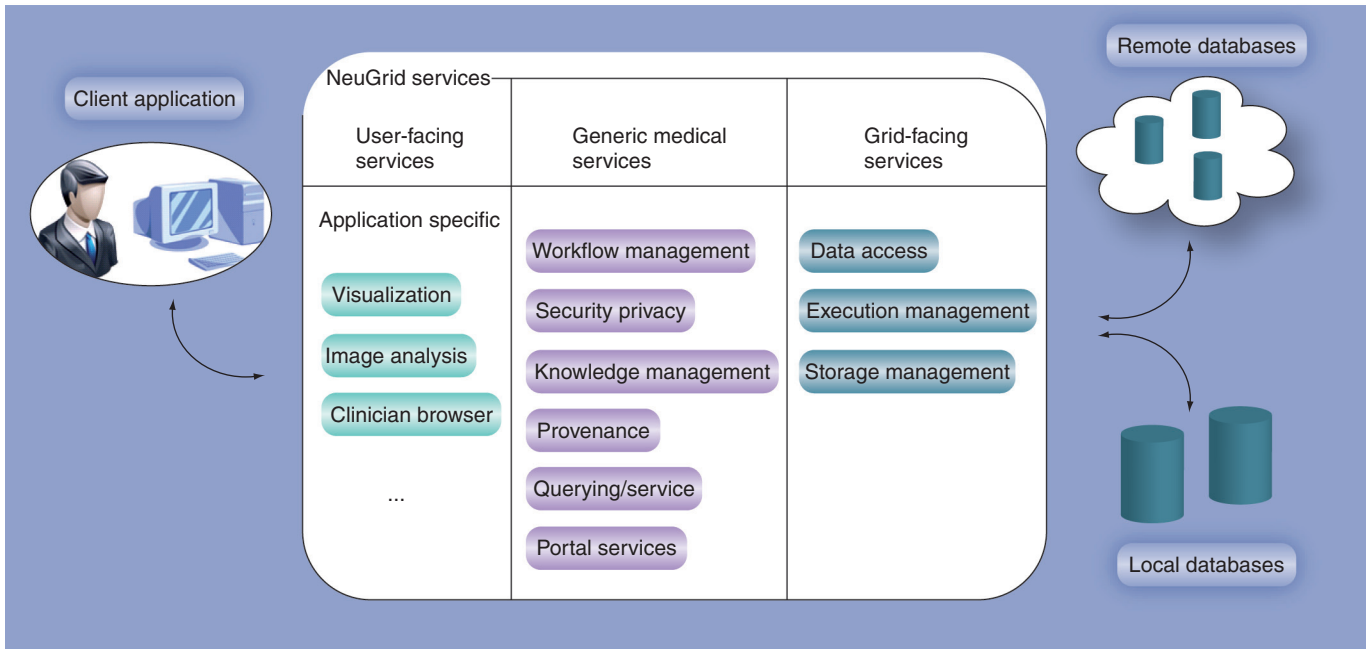 Client application
NeuGrid services
User-facing
services
Generic medical
services
Grid-facing
services
Application specific
Visualization
Image analysis
Clinician browser
...
Workflow management
Security privacy
Knowledge management
Provenance
Querying/service
Portal services
Data access
Execution management
Storage management
Remote databases
Local databases